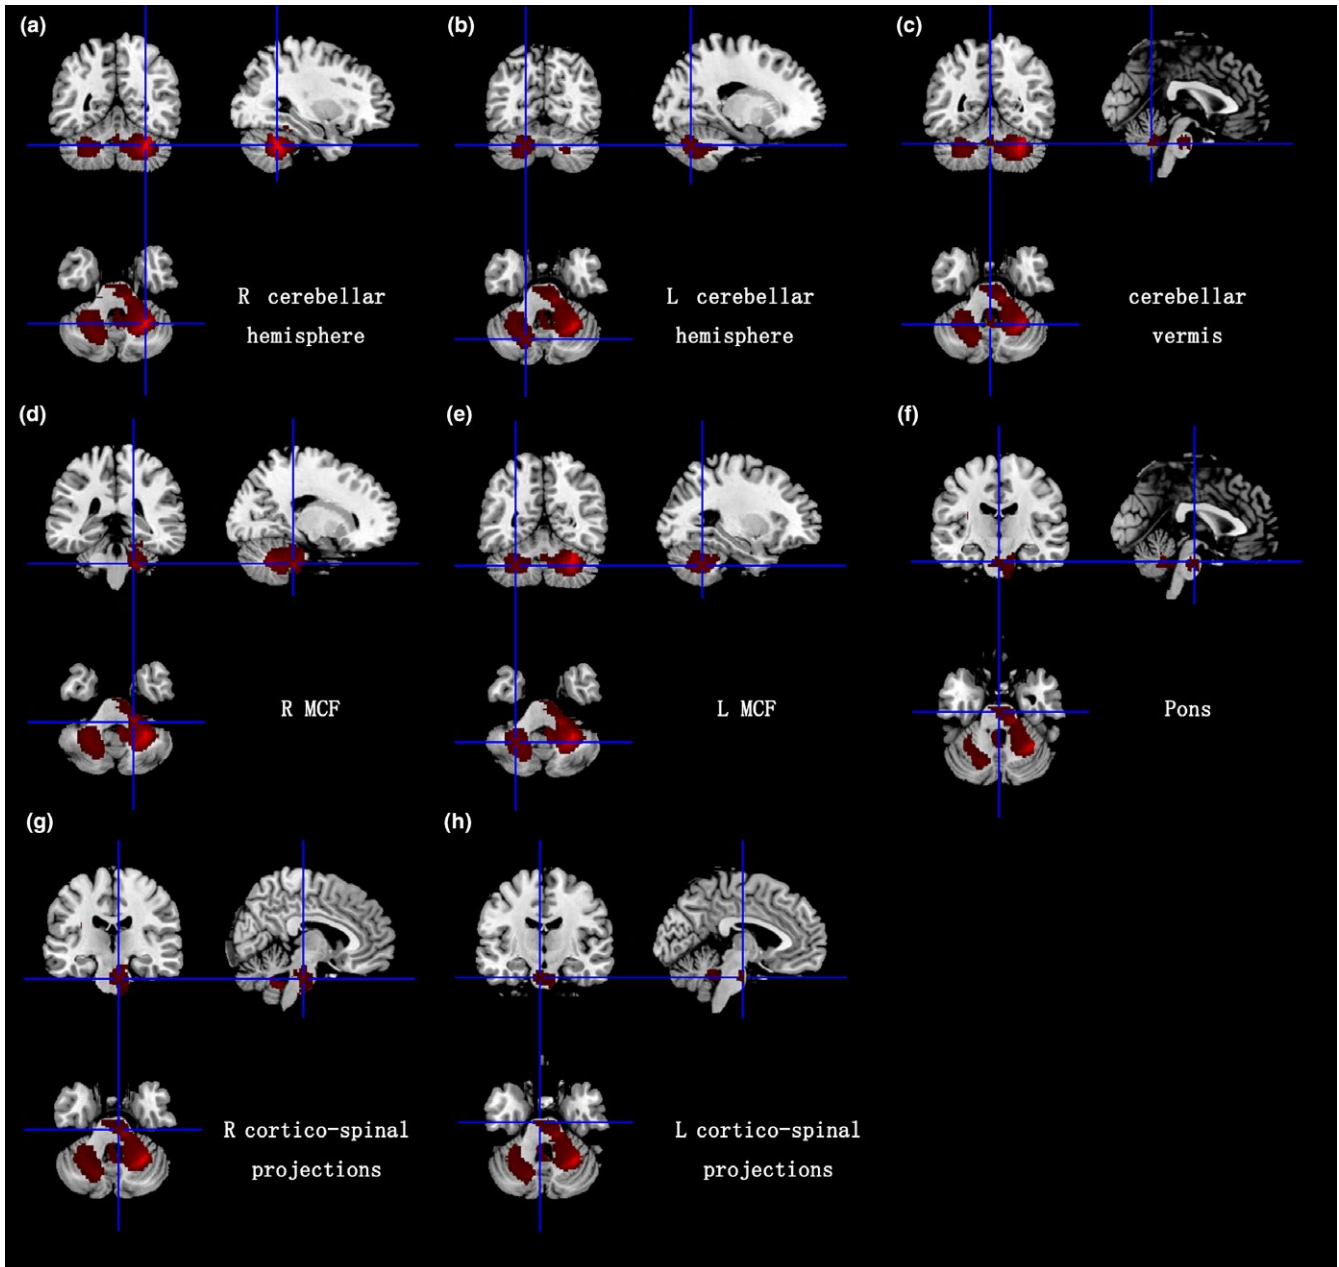 (a)
R cerebellar
hemisphere
(b)
L cerebellar
hemisphere
(c)
cerebellar
vermis
(d)
R MCF
(e)
L MCF
(f)
Pons
(g)
R cortico-spinal
projections
(h)
L cortico-spinal
projections